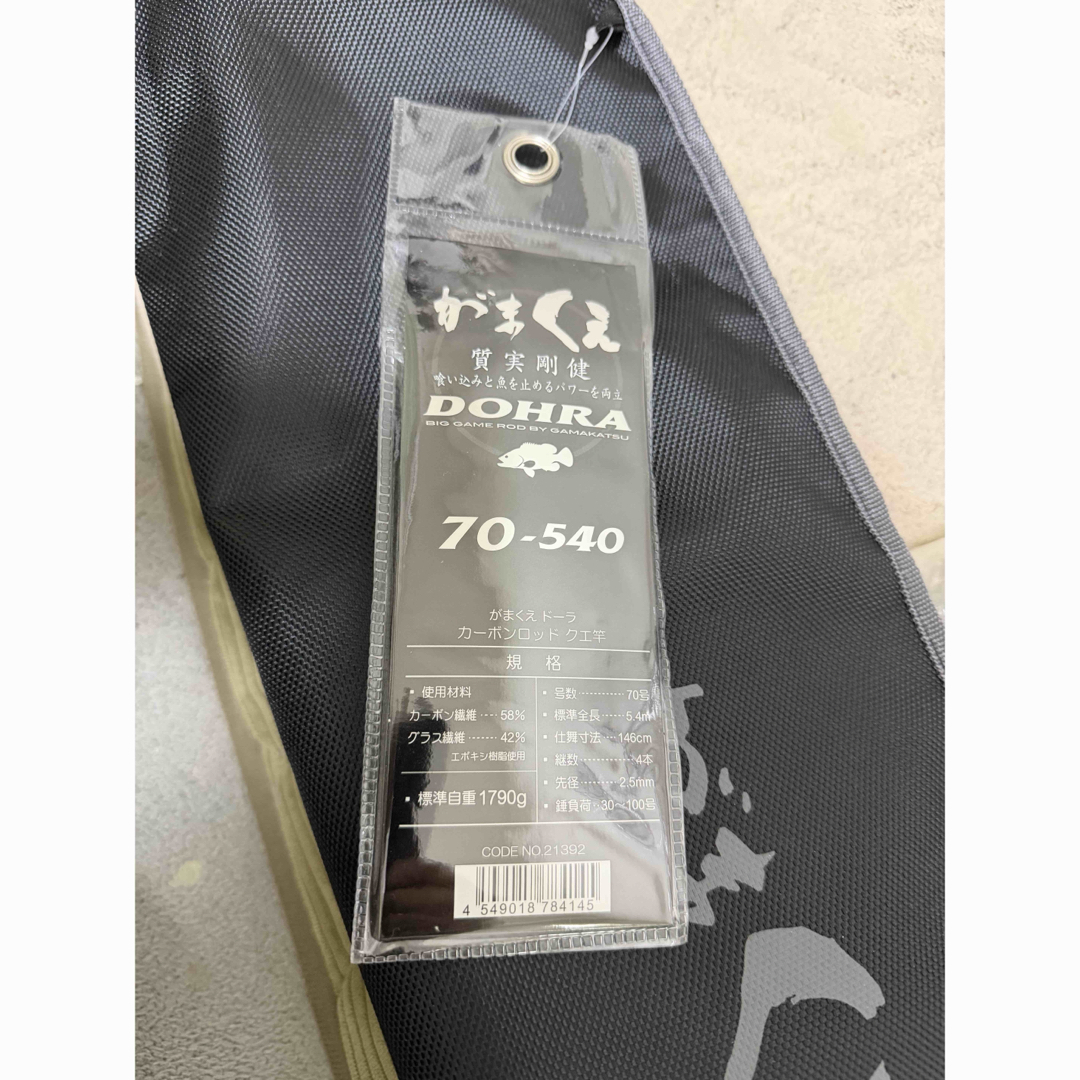 がまくえ
質実剛健
喰い込みと魚を止めるパワーを両立
DOHRA
BIG GAME ROD BY GAMAKATSU
70-540
がまくえ ドーラ
カーボンロッド クエ竿
規 格
・使用材料
カーボン繊維‥‥58%
グラス繊維‥‥‥42%
エポキシ樹脂使用
・標準自重 1790g
・号数‥‥‥‥70号
・標準全長‥‥5.4m
・仕舞寸法‥‥146cm
・継数‥‥‥‥‥4本
・先径‥‥‥‥2.5mm
・錘負荷‥30～100号
CODE NO.21392
4 549018 784145